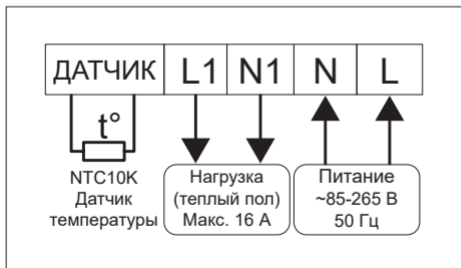 ДАТЧИК L1 N1 N L
t°
NTC10K
Датчик
температуры
Нагрузка
(теплый пол)
Макс. 16 А
Питание
~85-265 В
50 Гц